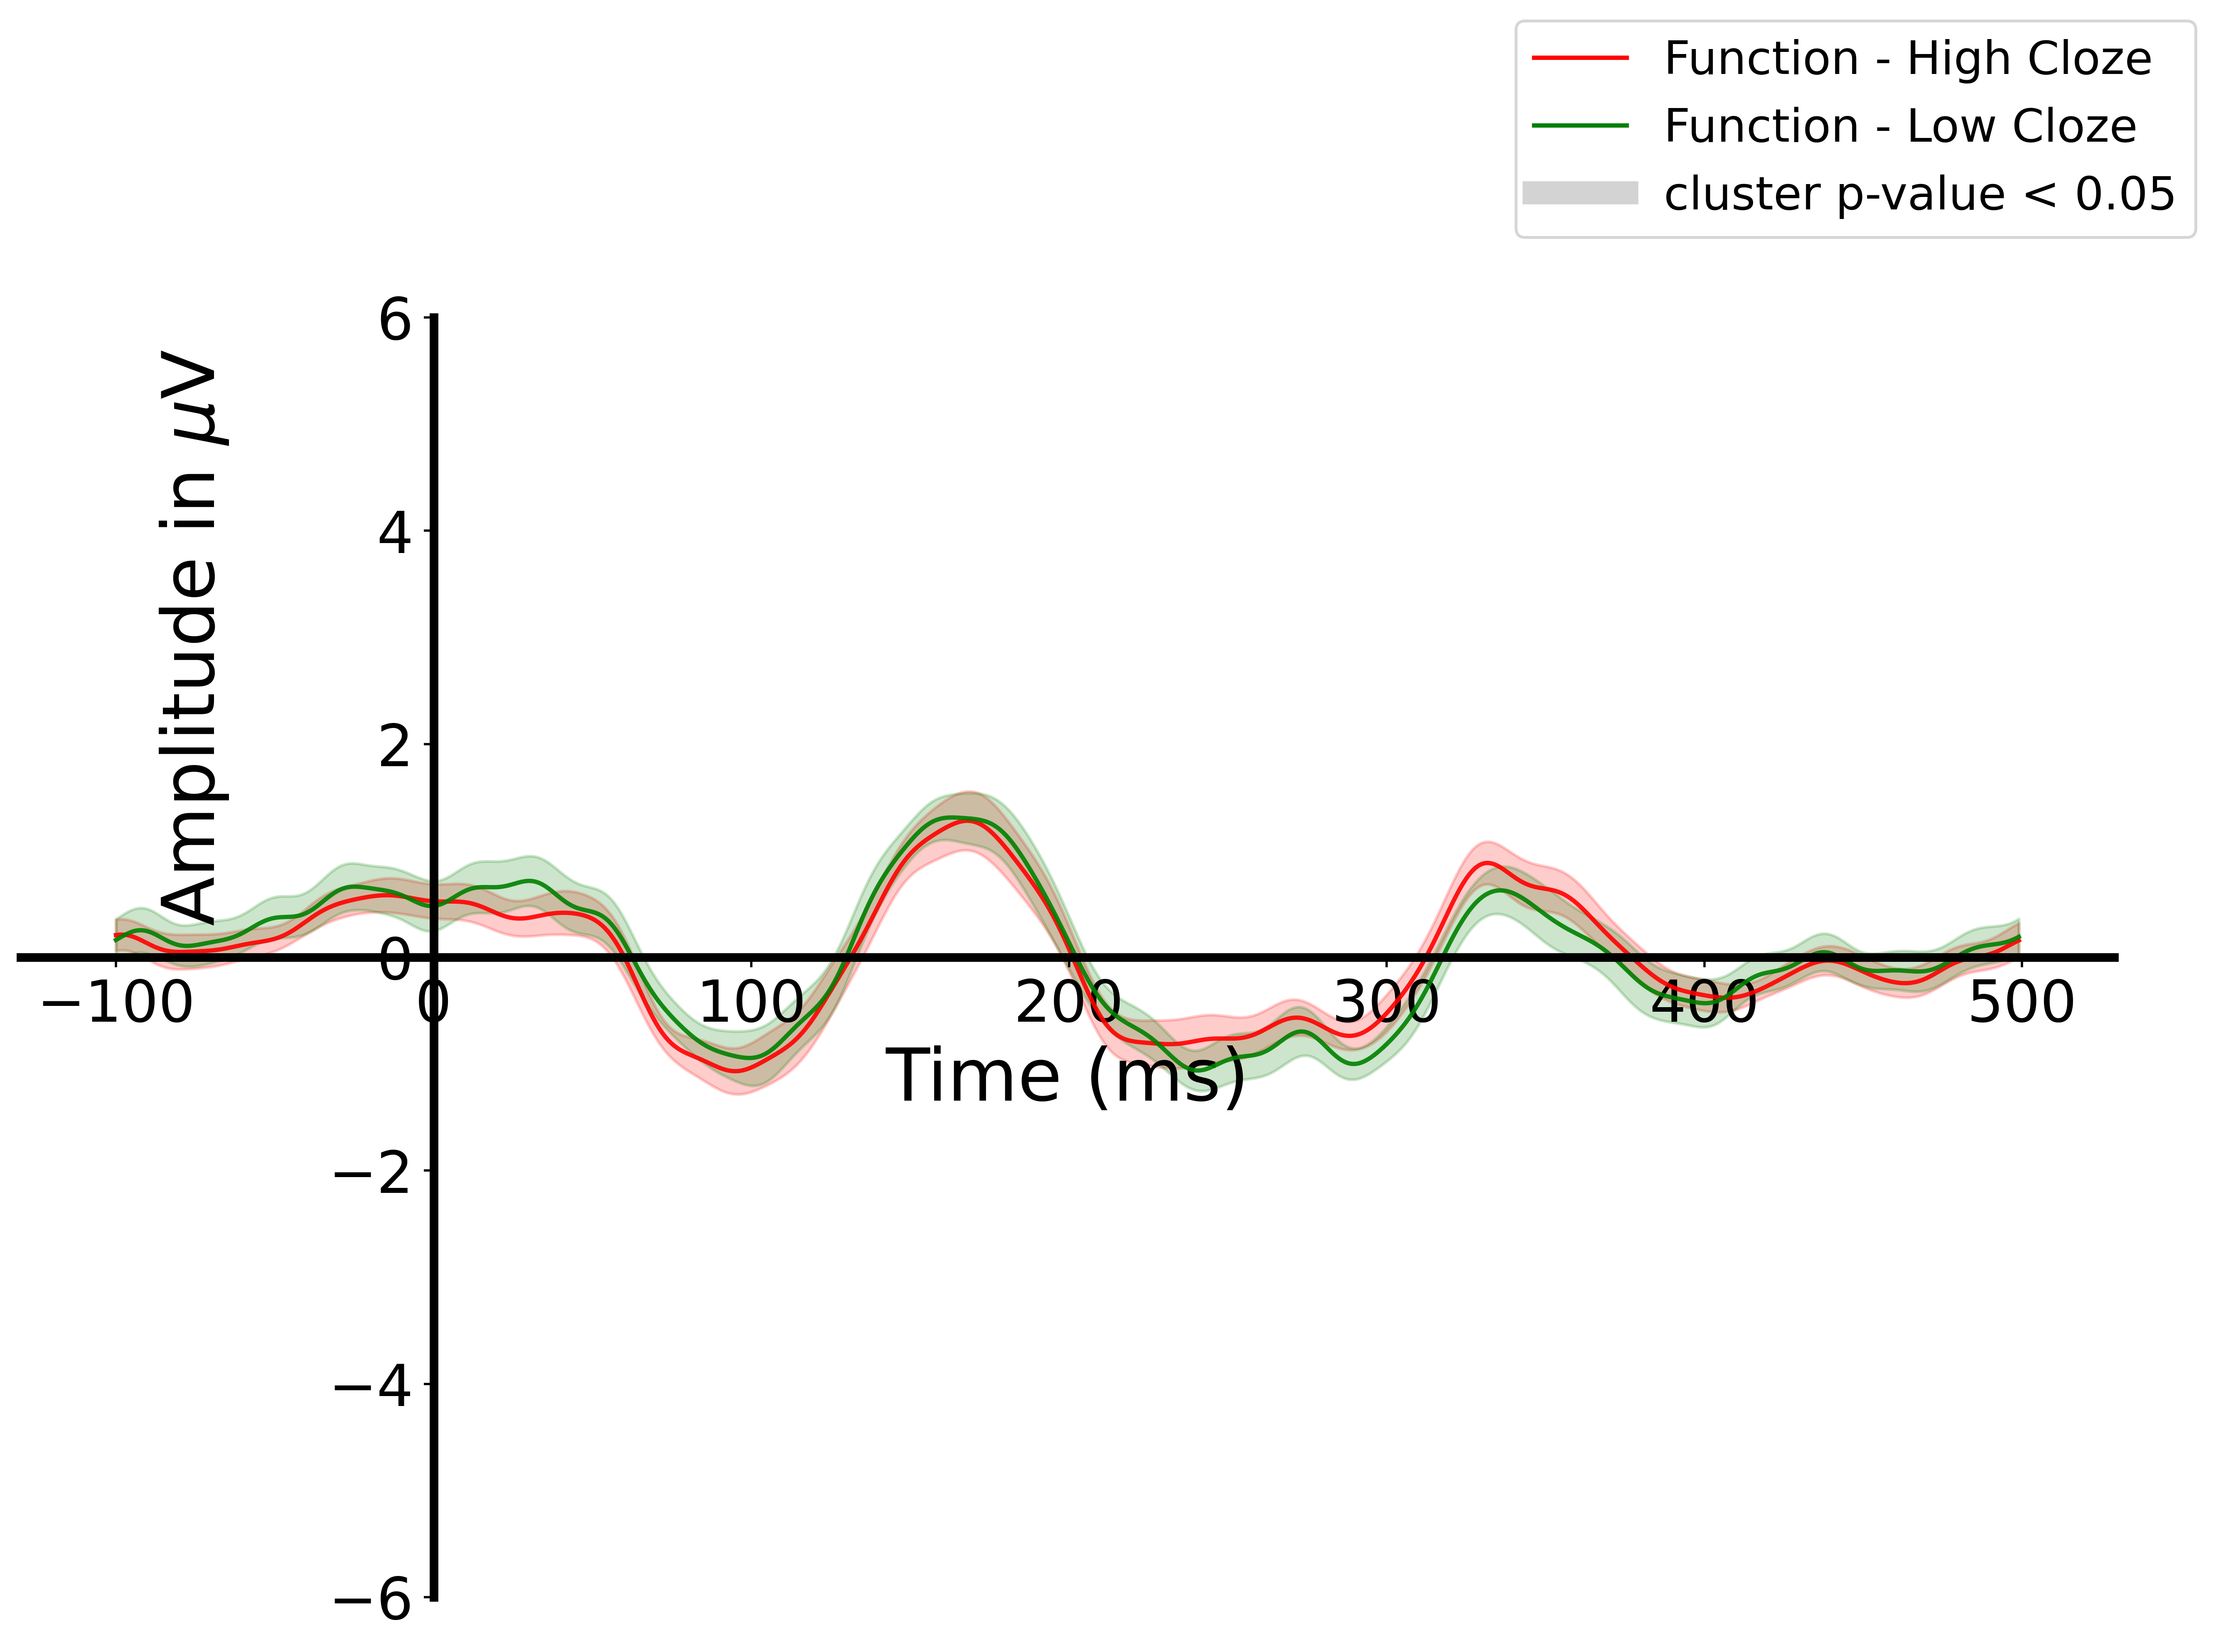 Function - High Cloze
Function - Low Cloze
cluster p-value < 0.05
Amplitude in µV
6
4
2
0
−2
−4
−6
−100
0
100
200
300
400
500
Time (ms)